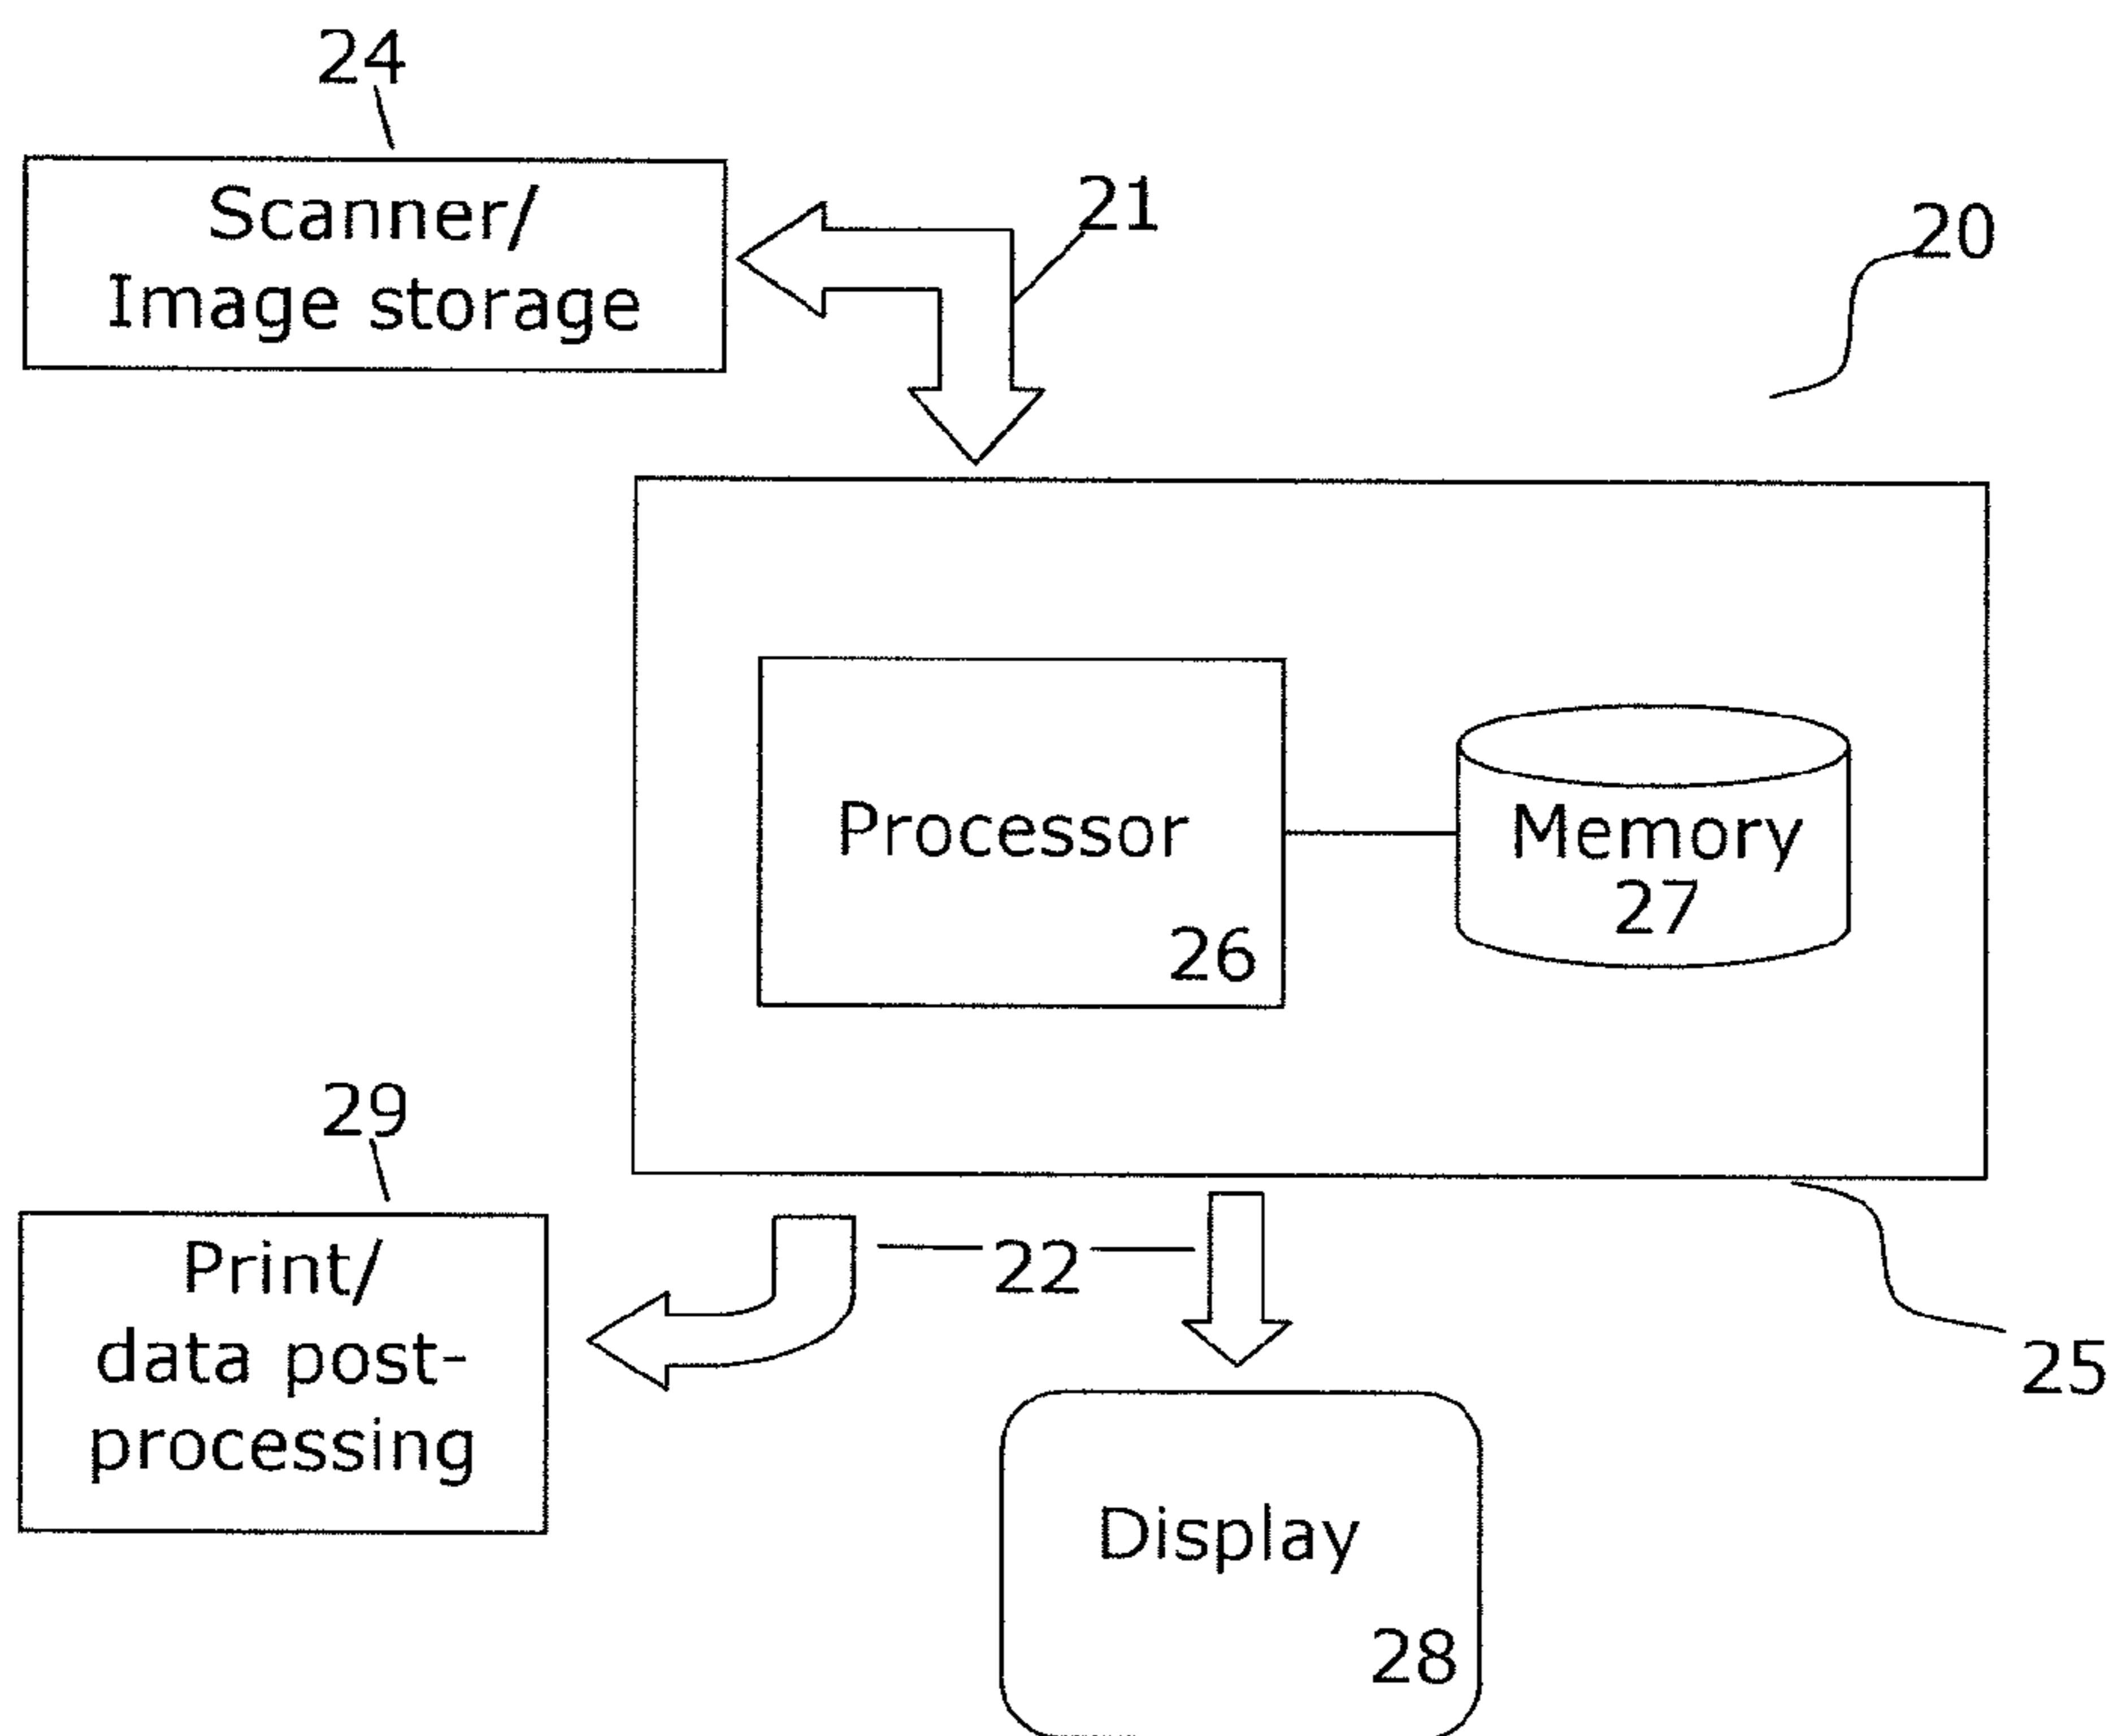 24
Scanner/
Image storage
21
20
Processor
26
Memory
27
29
Print/
data post-
processing
22
25
Display
28